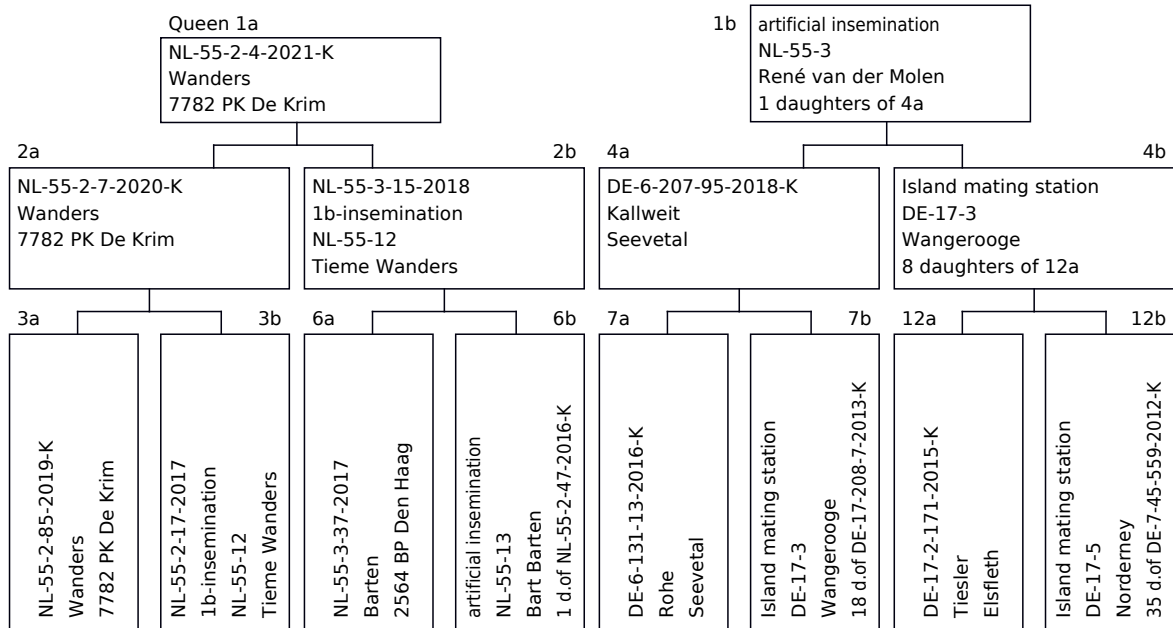 Queen 1a
NL-55-2-4-2021-K
Wanders
7782 PK De Krim
1b
artificial insemination
NL-55-3
René van der Molen
1 daughters of 4a
2a
NL-55-2-7-2020-K
Wanders
7782 PK De Krim
2b
NL-55-3-15-2018
1b-insemination
NL-55-12
Tieme Wanders
4a
DE-6-207-95-2018-K
Kallweit
Seevetal
4b
Island mating station
DE-17-3
Wangerooge
8 daughters of 12a
3a
NL-55-2-85-2019-K
Wanders
7782 PK De Krim
3b
NL-55-2-17-2017
1b-insemination
NL-55-12
Tieme Wanders
6a
NL-55-3-37-2017
Barten
2564 BP Den Haag
6b
artificial insemination
NL-55-13
Bart Barten
1 d.of NL-55-2-47-2016-K
7a
DE-6-131-13-2016-K
Rohe
Seevetal
7b
Island mating station
DE-17-3
Wangerooge
18 d.of DE-17-208-7-2013-K
12a
DE-17-2-171-2015-K
Tiesler
Elsfleth
12b
Island mating station
DE-17-5
Norderney
35 d.of DE-7-45-559-2012-K